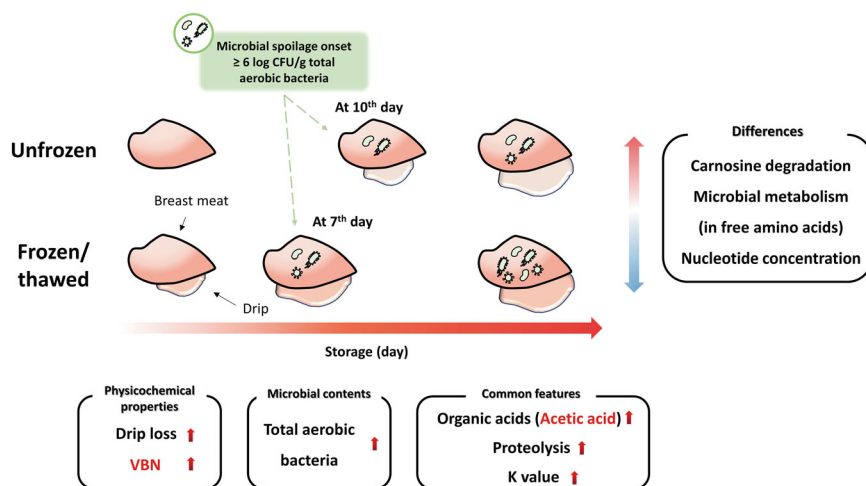 Microbial spoilage onset
≥ 6 log CFU/g total
aerobic bacteria
At 10th day
Unfrozen
Breast meat
At 7th day
Frozen/
thawed
Drip
Storage (day)
Differences
Carnosine degradation
Microbial metabolism
(in free amino acids)
Nucleotide concentration
Physicochemical
properties
Drip loss
VBN
Microbial contents
Total aerobic
bacteria
Common features
Organic acids (Acetic acid)
Proteolysis
K value